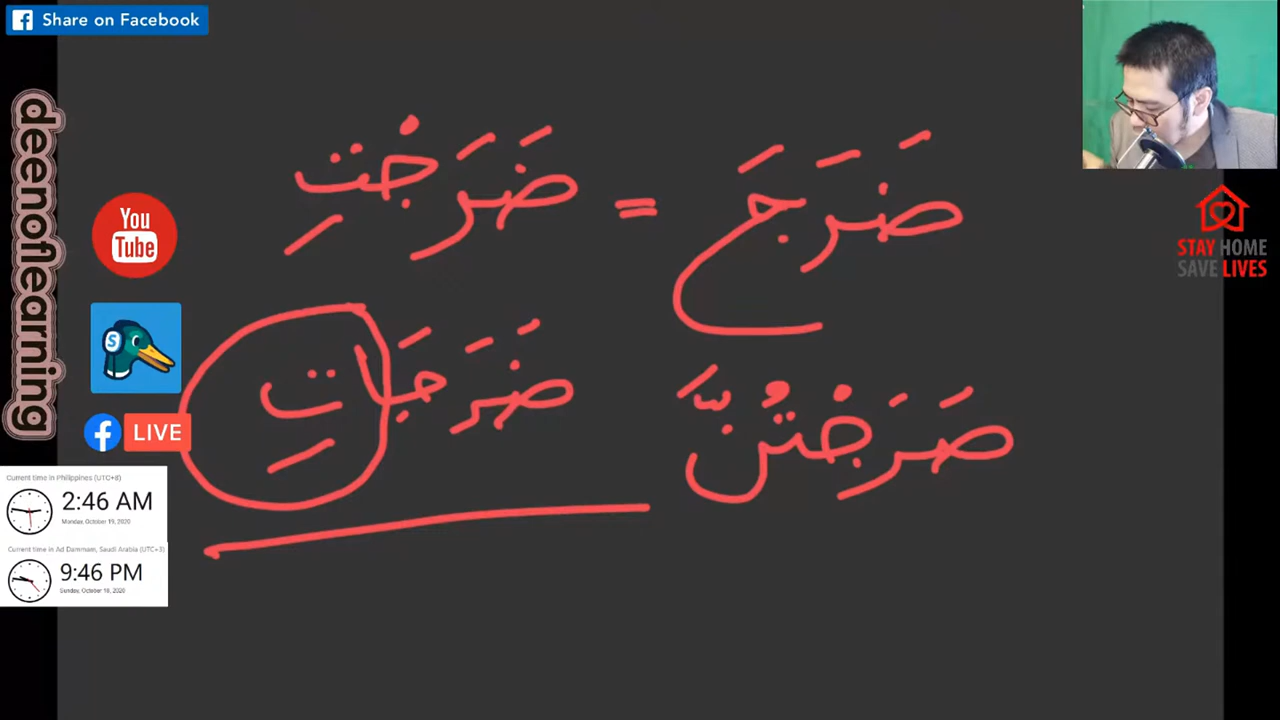 Share on Facebook
deenoflearning
You
Tube
S
LIVE
STAY HOME
SAVE LIVES
ضَرَجَ = ضَرَجْتِ
صَرَجْتُنَّ ضَرَجَاتِ
Current time in Philippines (UTC+8)
2:46 AM
Monday, October 19, 2020
Current time in Ad Dammam, Saudi Arabia (UTC+3)
9:46 PM
Sunday, October 18, 2020